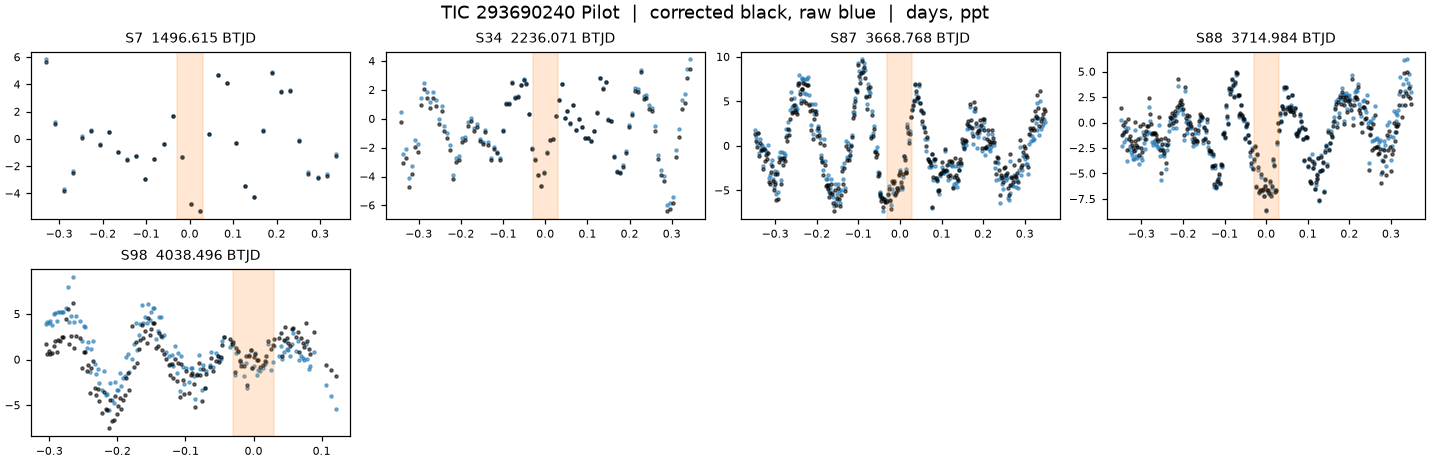 TIC 293690240 Pilot | corrected black, raw blue | days, ppt
S7 1496.615 BTJD
S34 2236.071 BTJD
S87 3668.768 BTJD
S88 3714.984 BTJD
6
4
2
0
−2
−4
−0.3 −0.2 −0.1 0.0 0.1 0.2 0.3
4
2
0
−2
−4
−6
−0.3 −0.2 −0.1 0.0 0.1 0.2 0.3
10
5
0
−5
−0.3 −0.2 −0.1 0.0 0.1 0.2 0.3
5.0
2.5
0.0
−2.5
−5.0
−7.5
−0.3 −0.2 −0.1 0.0 0.1 0.2 0.3
S98 4038.496 BTJD
5
0
−5
−0.3 −0.2 −0.1 0.0 0.1